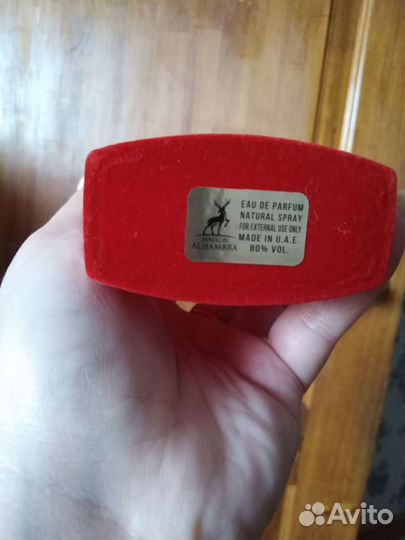 MAISON
ALHAMBRA
EAU DE PARFUM
NATURAL SPRAY
FOR EXTERNAL USE ONLY
MADE IN U.A.E.
80% VOL.
Avito